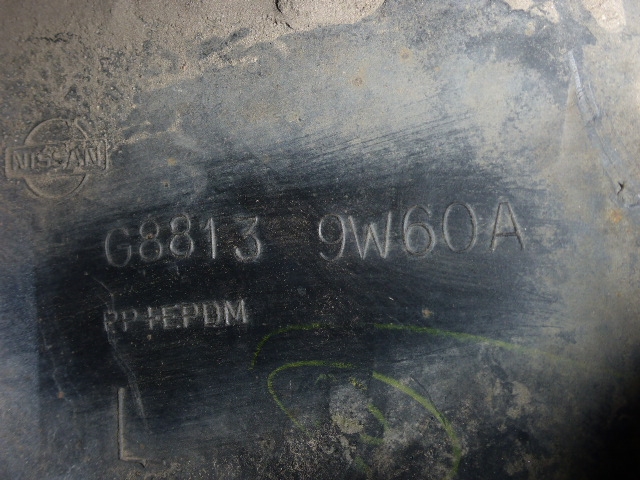 NISSAN
G8813 9W60A
PP+EPDM
L